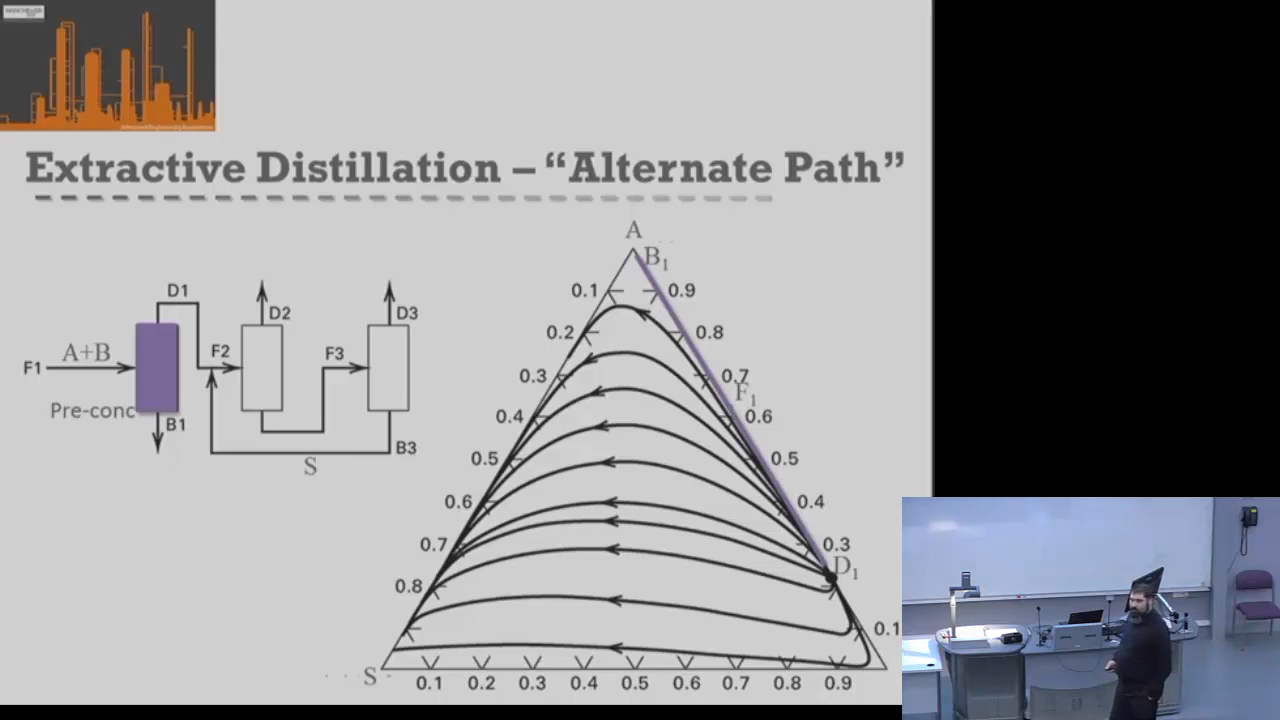 MANCHESTER
Extractive Distillation – “Alternate Path”
D1
D2
D3
F1
A+B
F2
F3
Pre-conc
B1
B3
S
A
B₁
0.1
0.9
0.2
0.8
0.3
0.7
F₁
0.4
0.6
0.5
0.5
0.6
0.4
0.7
0.3
D₁
0.8
0.1
S
0.1
0.2
0.3
0.4
0.5
0.6
0.7
0.8
0.9